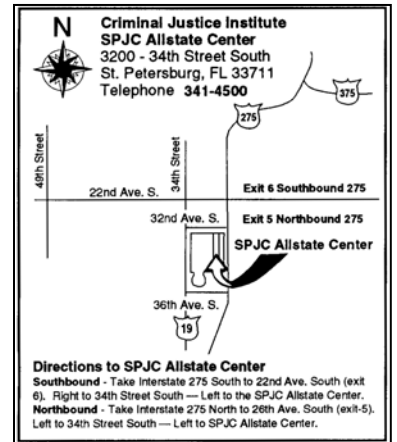 N
Criminal Justice Institute
SPJC Allstate Center
3200 - 34th Street South
St. Petersburg, FL 33711
Telephone 341-4500
375
275
49th Street
34th Street
22nd Ave. S.
Exit 6 Southbound 275
32nd Ave. S.
Exit 5 Northbound 275
SPJC Allstate Center
36th Ave. S.
19
Directions to SPJC Allstate Center
Southbound - Take Interstate 275 South to 22nd Ave. South (exit
6). Right to 34th Street South — Left to the SPJC Allstate Center.
Northbound - Take Interstate 275 North to 26th Ave. South (exit-5).
Left to 34th Street South — Left to SPJC Allstate Center.